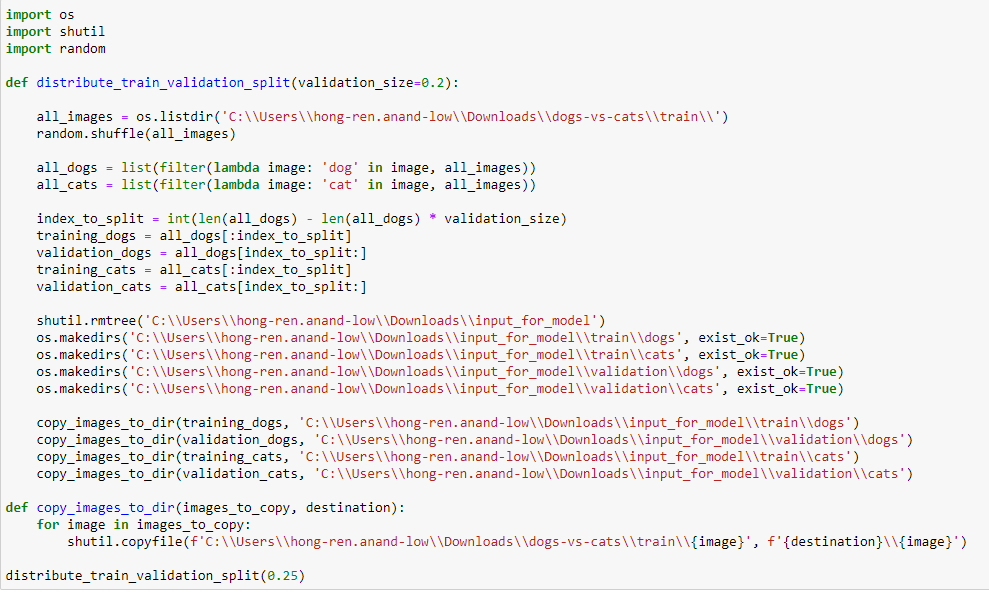 import os
import shutil
import random
def distribute_train_validation_split(validation_size=0.2):
all_images = os.listdir('C:\\Users\\hong-ren.anand-low\\Downloads\\dogs-vs-cats\\train\\')
random.shuffle(all_images)
all_dogs = list(filter(lambda image: 'dog' in image, all_images))
all_cats = list(filter(lambda image: 'cat' in image, all_images))
index_to_split = int(len(all_dogs) - len(all_dogs) * validation_size)
training_dogs = all_dogs[:index_to_split]
validation_dogs = all_dogs[index_to_split:]
training_cats = all_cats[:index_to_split]
validation_cats = all_cats[index_to_split:]
shutil.rmtree('C:\\Users\\hong-ren.anand-low\\Downloads\\input_for_model')
os.makedirs('C:\\Users\\hong-ren.anand-low\\Downloads\\input_for_model\\train\\dogs', exist_ok=True)
os.makedirs('C:\\Users\\hong-ren.anand-low\\Downloads\\input_for_model\\train\\cats', exist_ok=True)
os.makedirs('C:\\Users\\hong-ren.anand-low\\Downloads\\input_for_model\\validation\\dogs', exist_ok=True)
os.makedirs('C:\\Users\\hong-ren.anand-low\\Downloads\\input_for_model\\validation\\cats', exist_ok=True)
copy_images_to_dir(training_dogs, 'C:\\Users\\hong-ren.anand-low\\Downloads\\input_for_model\\train\\dogs')
copy_images_to_dir(validation_dogs, 'C:\\Users\\hong-ren.anand-low\\Downloads\\input_for_model\\validation\\dogs')
copy_images_to_dir(training_cats, 'C:\\Users\\hong-ren.anand-low\\Downloads\\input_for_model\\train\\cats')
copy_images_to_dir(validation_cats, 'C:\\Users\\hong-ren.anand-low\\Downloads\\input_for_model\\validation\\cats')
def copy_images_to_dir(images_to_copy, destination):
for image in images_to_copy:
shutil.copyfile(f'C:\\Users\\hong-ren.anand-low\\Downloads\\dogs-vs-cats\\train\\{image}', f'{destination}\\{image}')
distribute_train_validation_split(0.25)